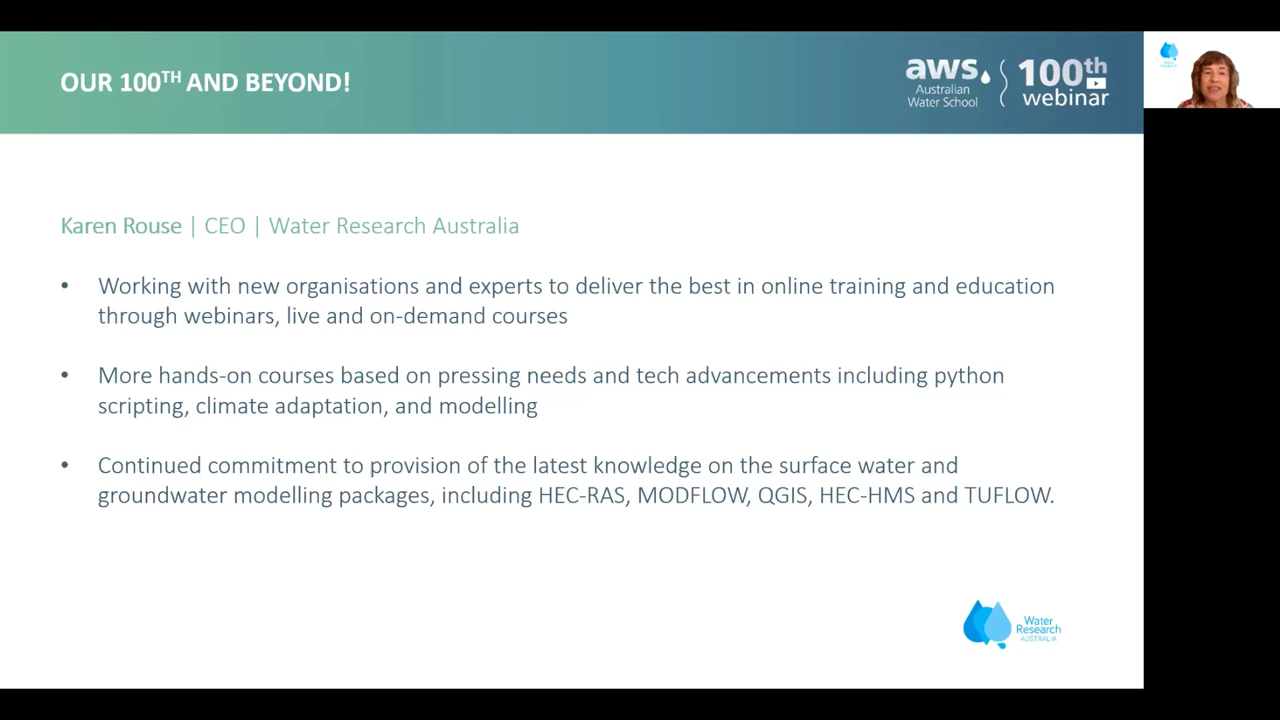 OUR 100TH AND BEYOND!
aws
Australian
Water School
100th
webinar
Karen Rouse | CEO | Water Research Australia
• Working with new organisations and experts to deliver the best in online training and education
through webinars, live and on-demand courses
• More hands-on courses based on pressing needs and tech advancements including python
scripting, climate adaptation, and modelling
• Continued commitment to provision of the latest knowledge on the surface water and
groundwater modelling packages, including HEC-RAS, MODFLOW, QGIS, HEC-HMS and TUFLOW.
Water
Research
AUSTRALIA